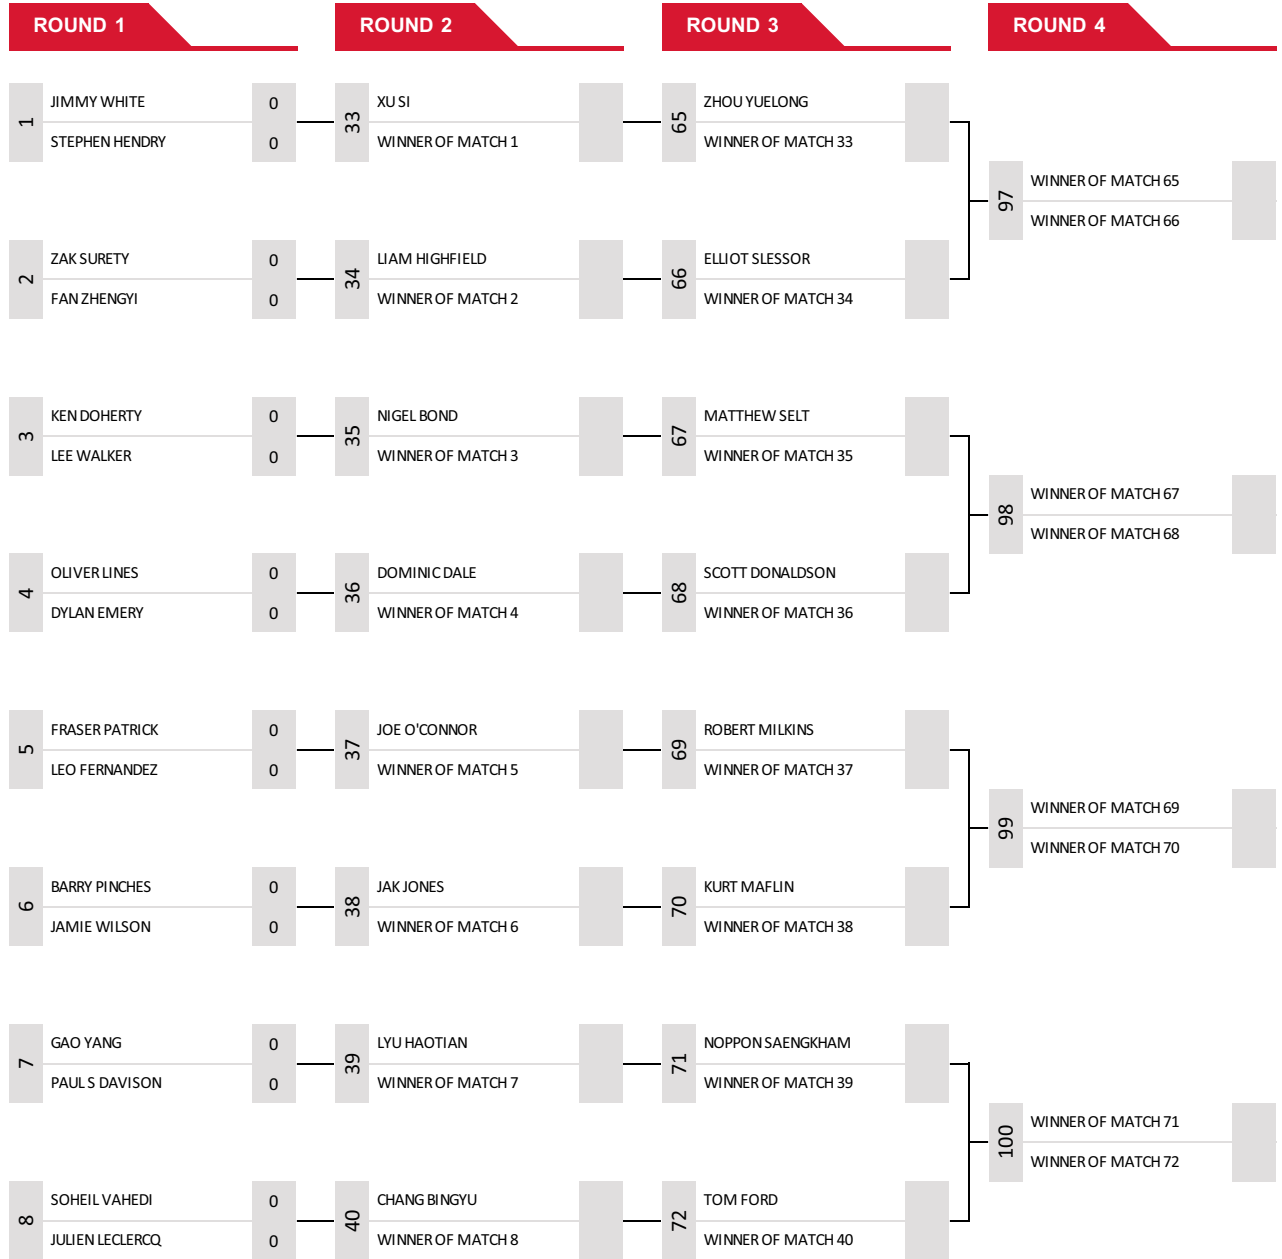 ROUND 1
ROUND 2
ROUND 3
ROUND 4
1
JIMMY WHITE
0
STEPHEN HENDRY
0
33
XU SI
WINNER OF MATCH 1
65
ZHOU YUELONG
WINNER OF MATCH 33
97
WINNER OF MATCH 65
WINNER OF MATCH 66
2
ZAK SURETY
0
FAN ZHENGYI
0
34
LIAM HIGHFIELD
WINNER OF MATCH 2
66
ELLIOT SLESSOR
WINNER OF MATCH 34
3
KEN DOHERTY
0
LEE WALKER
0
35
NIGEL BOND
WINNER OF MATCH 3
67
MATTHEW SELT
WINNER OF MATCH 35
98
WINNER OF MATCH 67
WINNER OF MATCH 68
4
OLIVER LINES
0
DYLAN EMERY
0
36
DOMINIC DALE
WINNER OF MATCH 4
68
SCOTT DONALDSON
WINNER OF MATCH 36
5
FRASER PATRICK
0
LEO FERNANDEZ
0
37
JOE O'CONNOR
WINNER OF MATCH 5
69
ROBERT MILKINS
WINNER OF MATCH 37
99
WINNER OF MATCH 69
WINNER OF MATCH 70
6
BARRY PINCHES
0
JAMIE WILSON
0
38
JAK JONES
WINNER OF MATCH 6
70
KURT MAFLIN
WINNER OF MATCH 38
7
GAO YANG
0
PAUL S DAVISON
0
39
LYU HAOTIAN
WINNER OF MATCH 7
71
NOPPON SAENGKHAM
WINNER OF MATCH 39
100
WINNER OF MATCH 71
WINNER OF MATCH 72
8
SOHEIL VAHEDI
0
JULIEN LECLERCQ
0
40
CHANG BINGYU
WINNER OF MATCH 8
72
TOM FORD
WINNER OF MATCH 40